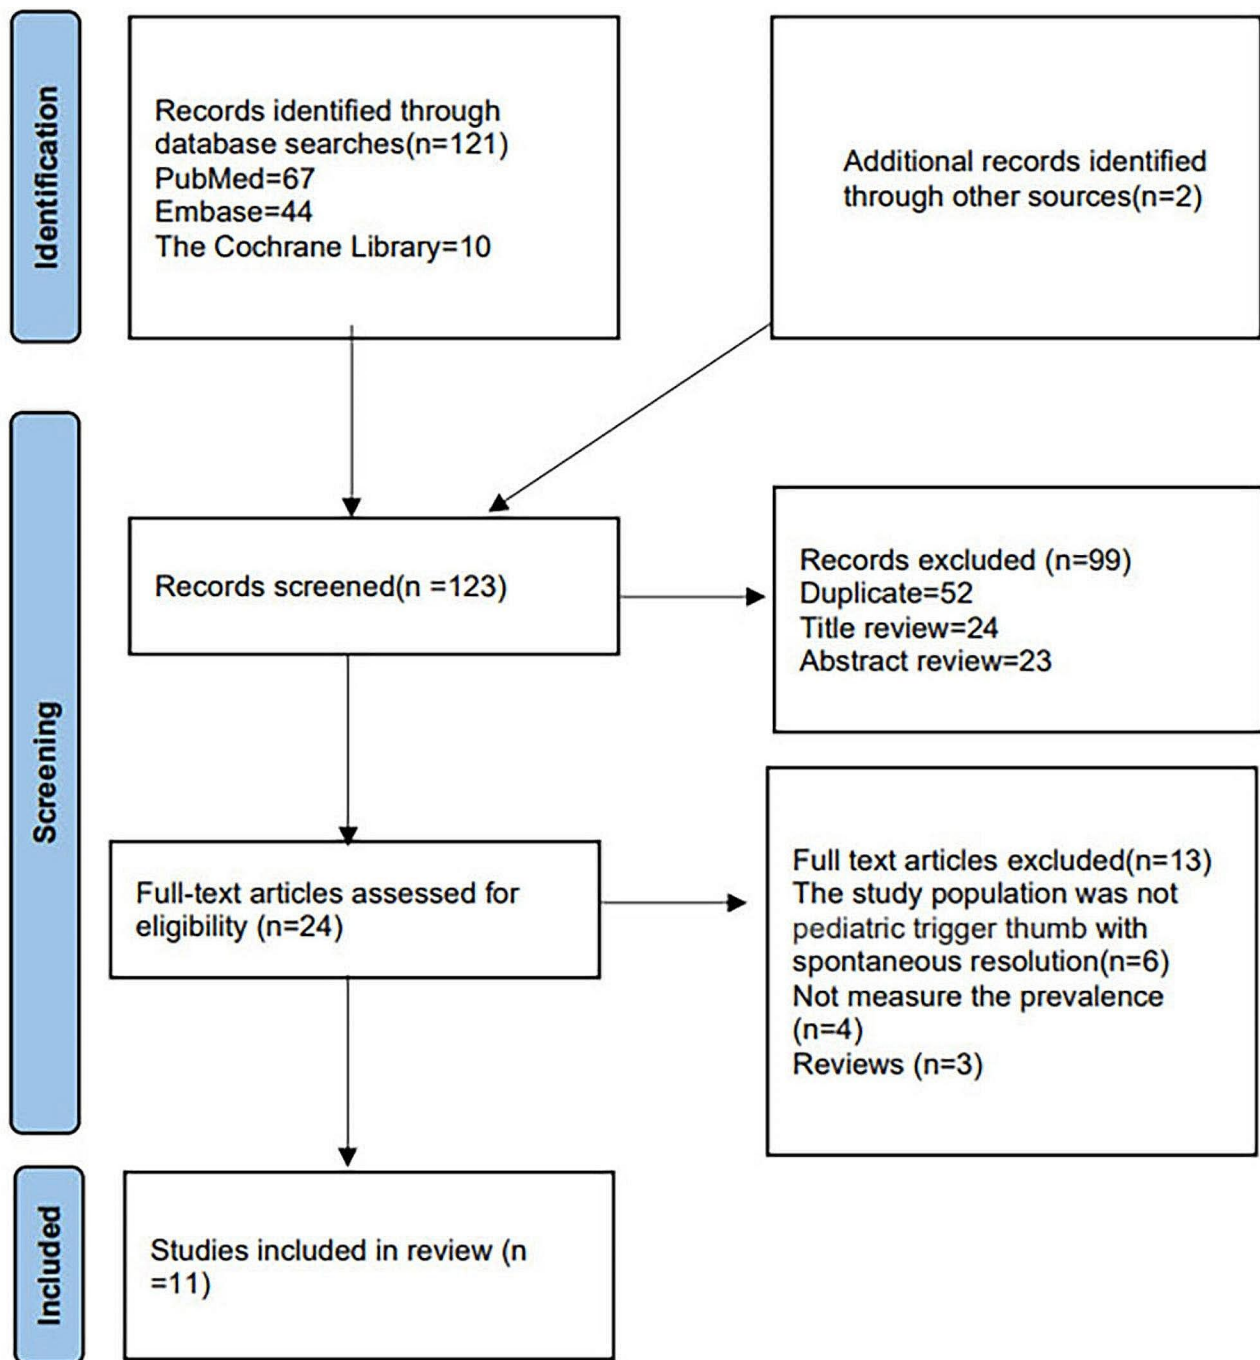 Identification
Records identified through
database searches(n=121)
PubMed=67
Embase=44
The Cochrane Library=10
Additional records identified
through other sources(n=2)
Screening
Records screened(n =123)
Records excluded (n=99)
Duplicate=52
Title review=24
Abstract review=23
Full-text articles assessed for
eligibility (n=24)
Full text articles excluded(n=13)
The study population was not
pediatric trigger thumb with
spontaneous resolution(n=6)
Not measure the prevalence
(n=4)
Reviews (n=3)
Included
Studies included in review (n
=11)